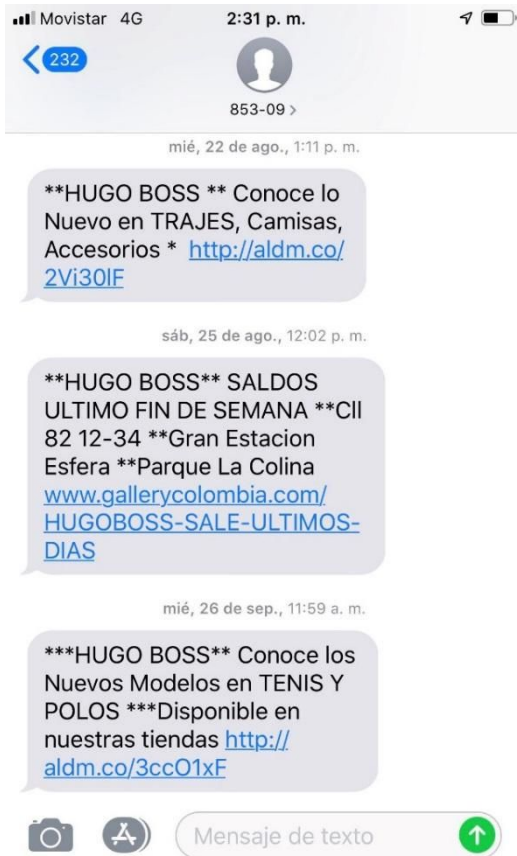 Movistar 4G 2:31 p. m.
232
853-09 >
mié, 22 de ago., 1:11 p. m.
**HUGO BOSS ** Conoce lo
Nuevo en TRAJES, Camisas,
Accesorios * http://aldm.co/
2Vi30lF
sáb, 25 de ago., 12:02 p. m.
**HUGO BOSS** SALDOS
ULTIMO FIN DE SEMANA **Cll
82 12-34 **Gran Estacion
Esfera **Parque La Colina
www.gallerycolombia.com/
HUGOBOSS-SALE-ULTIMOS-
DIAS
mié, 26 de sep., 11:59 a. m.
***HUGO BOSS** Conoce los
Nuevos Modelos en TENIS Y
POLOS ***Disponible en
nuestras tiendas http://
aldm.co/3ccO1xF
Mensaje de texto